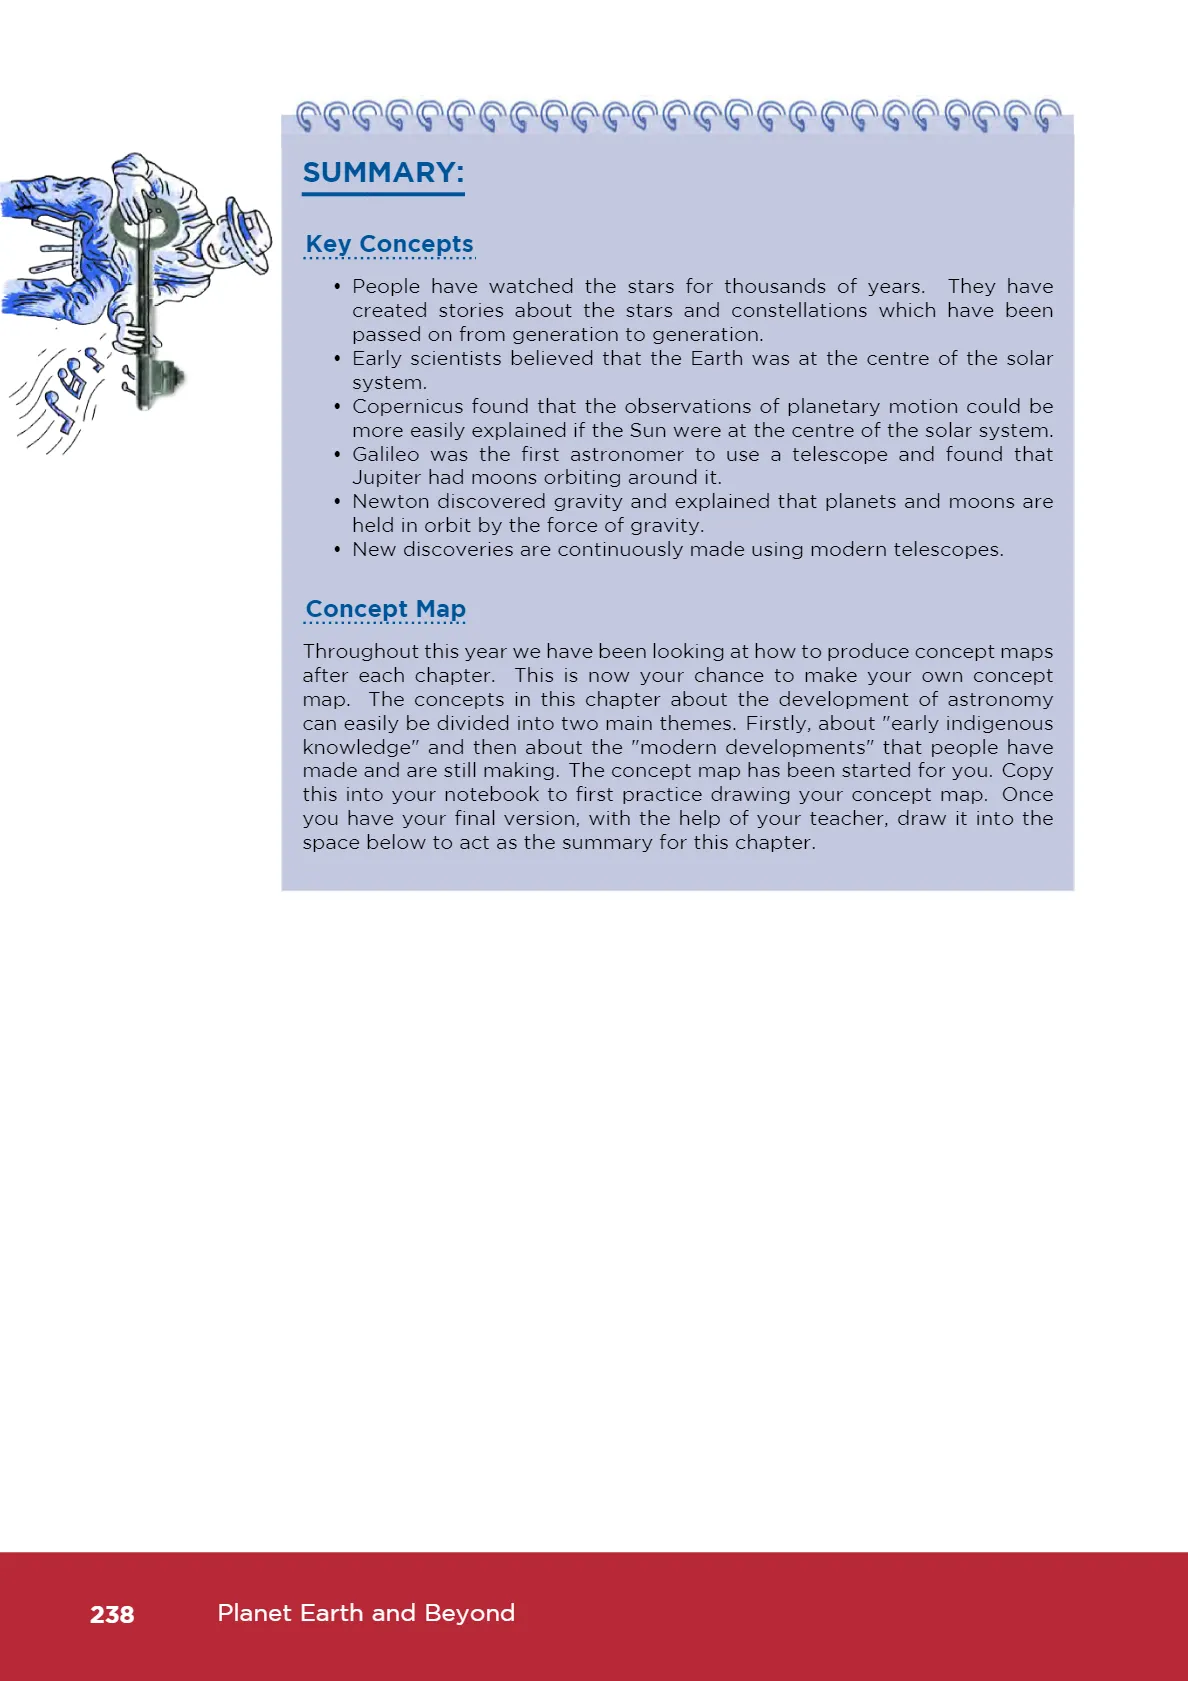 SUMMARY:
Key Concepts
• People have watched the stars for thousands of years. They have
created stories about the stars and constellations which have been
passed on from generation to generation.
• Early scientists believed that the Earth was at the centre of the solar
system.
• Copernicus found that the observations of planetary motion could be
more easily explained if the Sun were at the centre of the solar system.
• Galileo was the first astronomer to use a telescope and found that
Jupiter had moons orbiting around it.
• Newton discovered gravity and explained that planets and moons are
held in orbit by the force of gravity.
• New discoveries are continuously made using modern telescopes.
Concept Map
Throughout this year we have been looking at how to produce concept maps
after each chapter. This is now your chance to make your own concept
map. The concepts in this chapter about the development of astronomy
can easily be divided into two main themes. Firstly, about "early indigenous
knowledge" and then about the "modern developments" that people have
made and are still making. The concept map has been started for you. Copy
this into your notebook to first practice drawing your concept map. Once
you have your final version, with the help of your teacher, draw it into the
space below to act as the summary for this chapter.
238 Planet Earth and Beyond